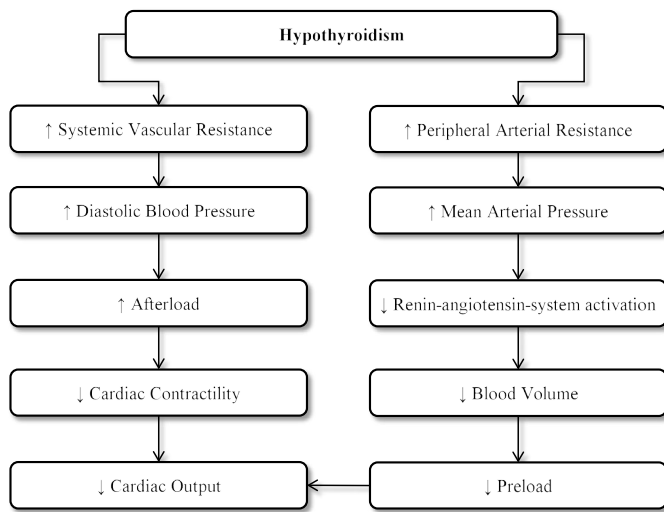 Hypothyroidism
↑ Systemic Vascular Resistance
↑ Diastolic Blood Pressure
↑ Afterload
↓ Cardiac Contractility
↓ Cardiac Output
↑ Peripheral Arterial Resistance
↑ Mean Arterial Pressure
↓ Renin-angiotensin-system activation
↓ Blood Volume
↓ Preload